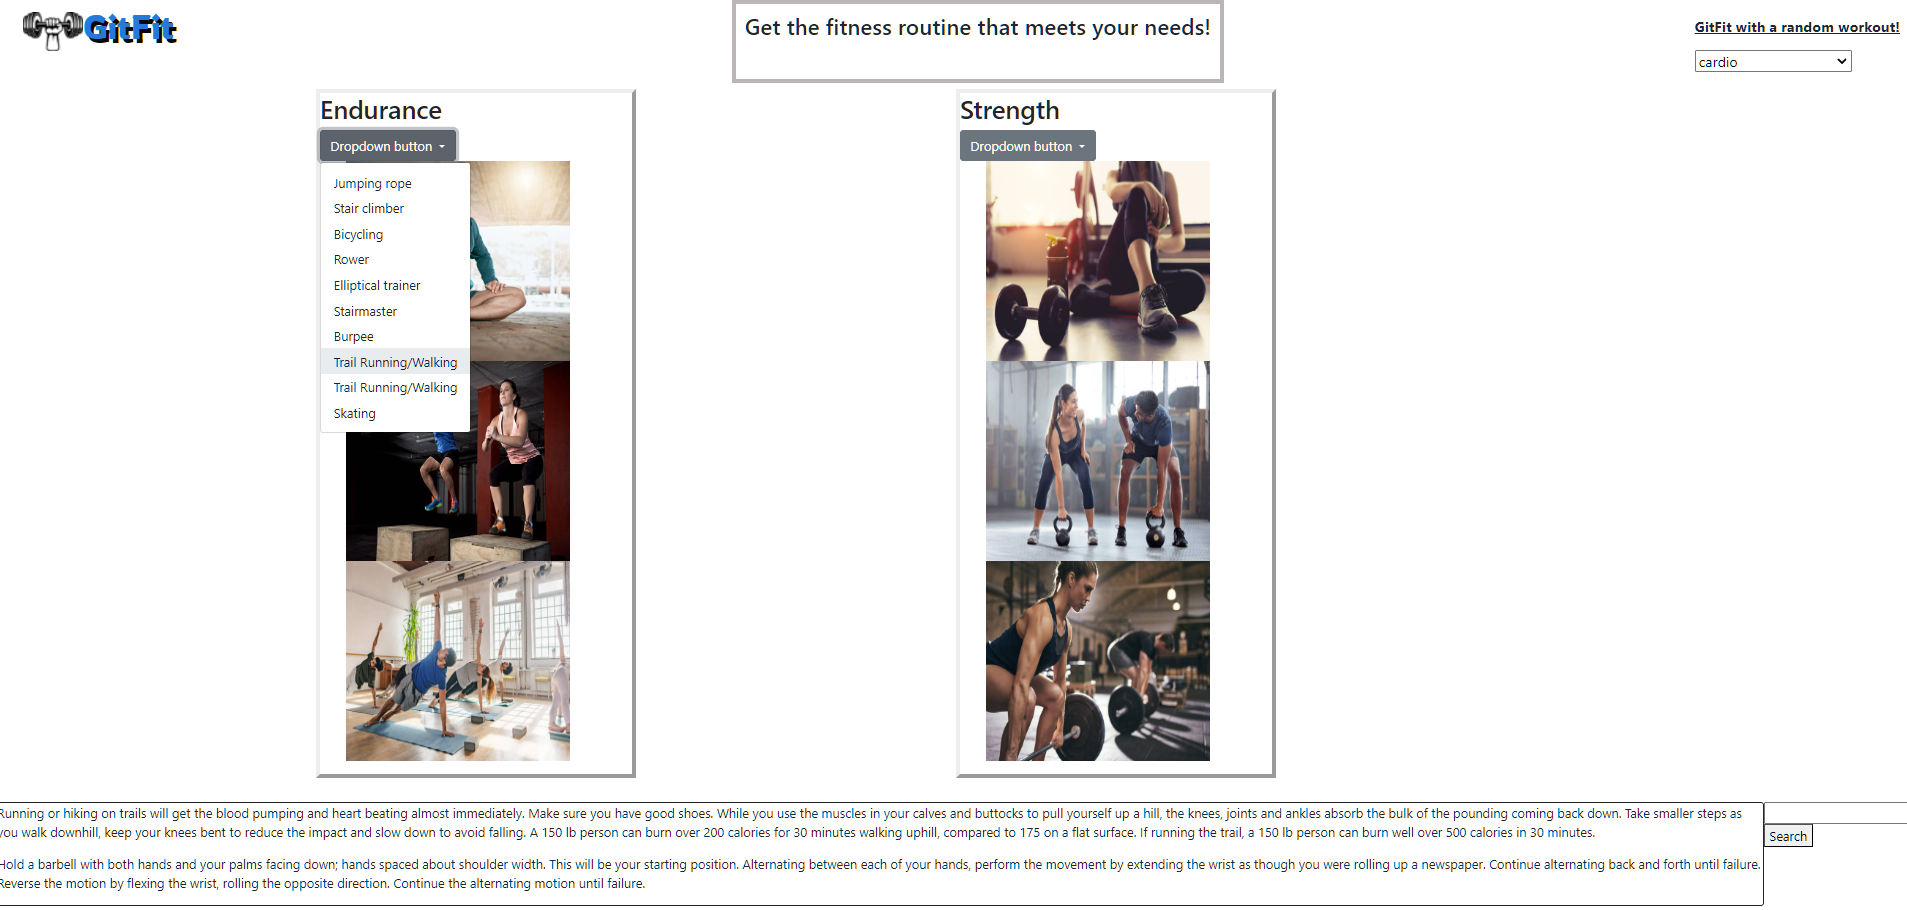 GitFit
Get the fitness routine that meets your needs!
GitFit with a random workout!
cardio
Endurance
Dropdown button
Jumping rope
Stair climber
Bicycling
Rower
Elliptical trainer
Stairmaster
Burpee
Trail Running/Walking
Trail Running/Walking
Skating
Strength
Dropdown button
Running or hiking on trails will get the blood pumping and heart beating almost immediately. Make sure you have good shoes. While you use the muscles in your calves and buttocks to pull yourself up a hill, the knees, joints and ankles absorb the bulk of the pounding coming back down. Take smaller steps as
you walk downhill, keep your knees bent to reduce the impact and slow down to avoid falling. A 150 lb person can burn over 200 calories for 30 minutes walking uphill, compared to 175 on a flat surface. If running the trail, a 150 lb person can burn well over 500 calories in 30 minutes.
Hold a barbell with both hands and your palms facing down; hands spaced about shoulder width. This will be your starting position. Alternating between each of your hands, perform the movement by extending the wrist as though you were rolling up a newspaper. Continue alternating back and forth until failure.
Reverse the motion by flexing the wrist, rolling the opposite direction. Continue the alternating motion until failure.
Search